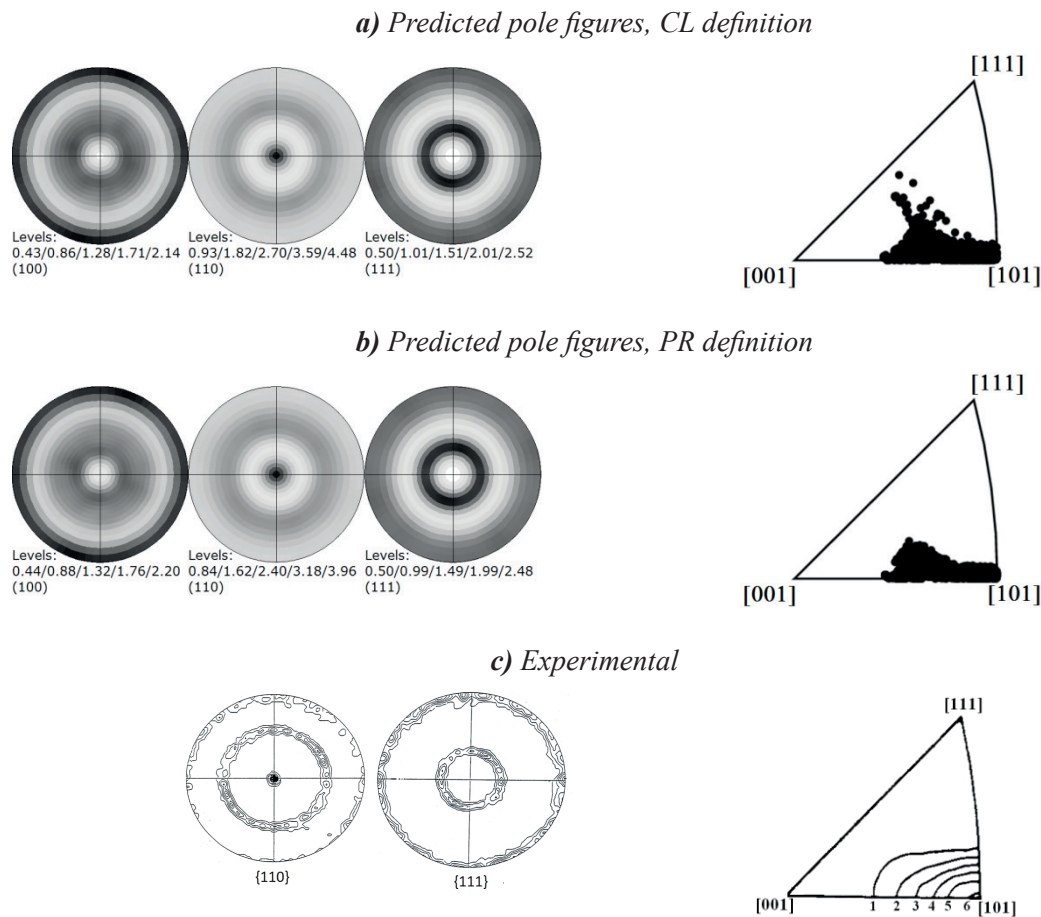 a) Predicted pole figures, CL definition
[111]
Levels:
0.43/0.86/1.28/1.71/2.14
(100)
Levels:
0.93/1.82/2.70/3.59/4.48
(110)
Levels:
0.50/1.01/1.51/2.01/2.52
(111)
[001]
[101]
b) Predicted pole figures, PR definition
[111]
Levels:
0.44/0.88/1.32/1.76/2.20
(100)
Levels:
0.84/1.62/2.40/3.18/3.96
(110)
Levels:
0.50/0.99/1.49/1.99/2.48
(111)
[001]
[101]
c) Experimental
[111]
{110}
{111}
[001] 1 2 3 4 5 6 [101]